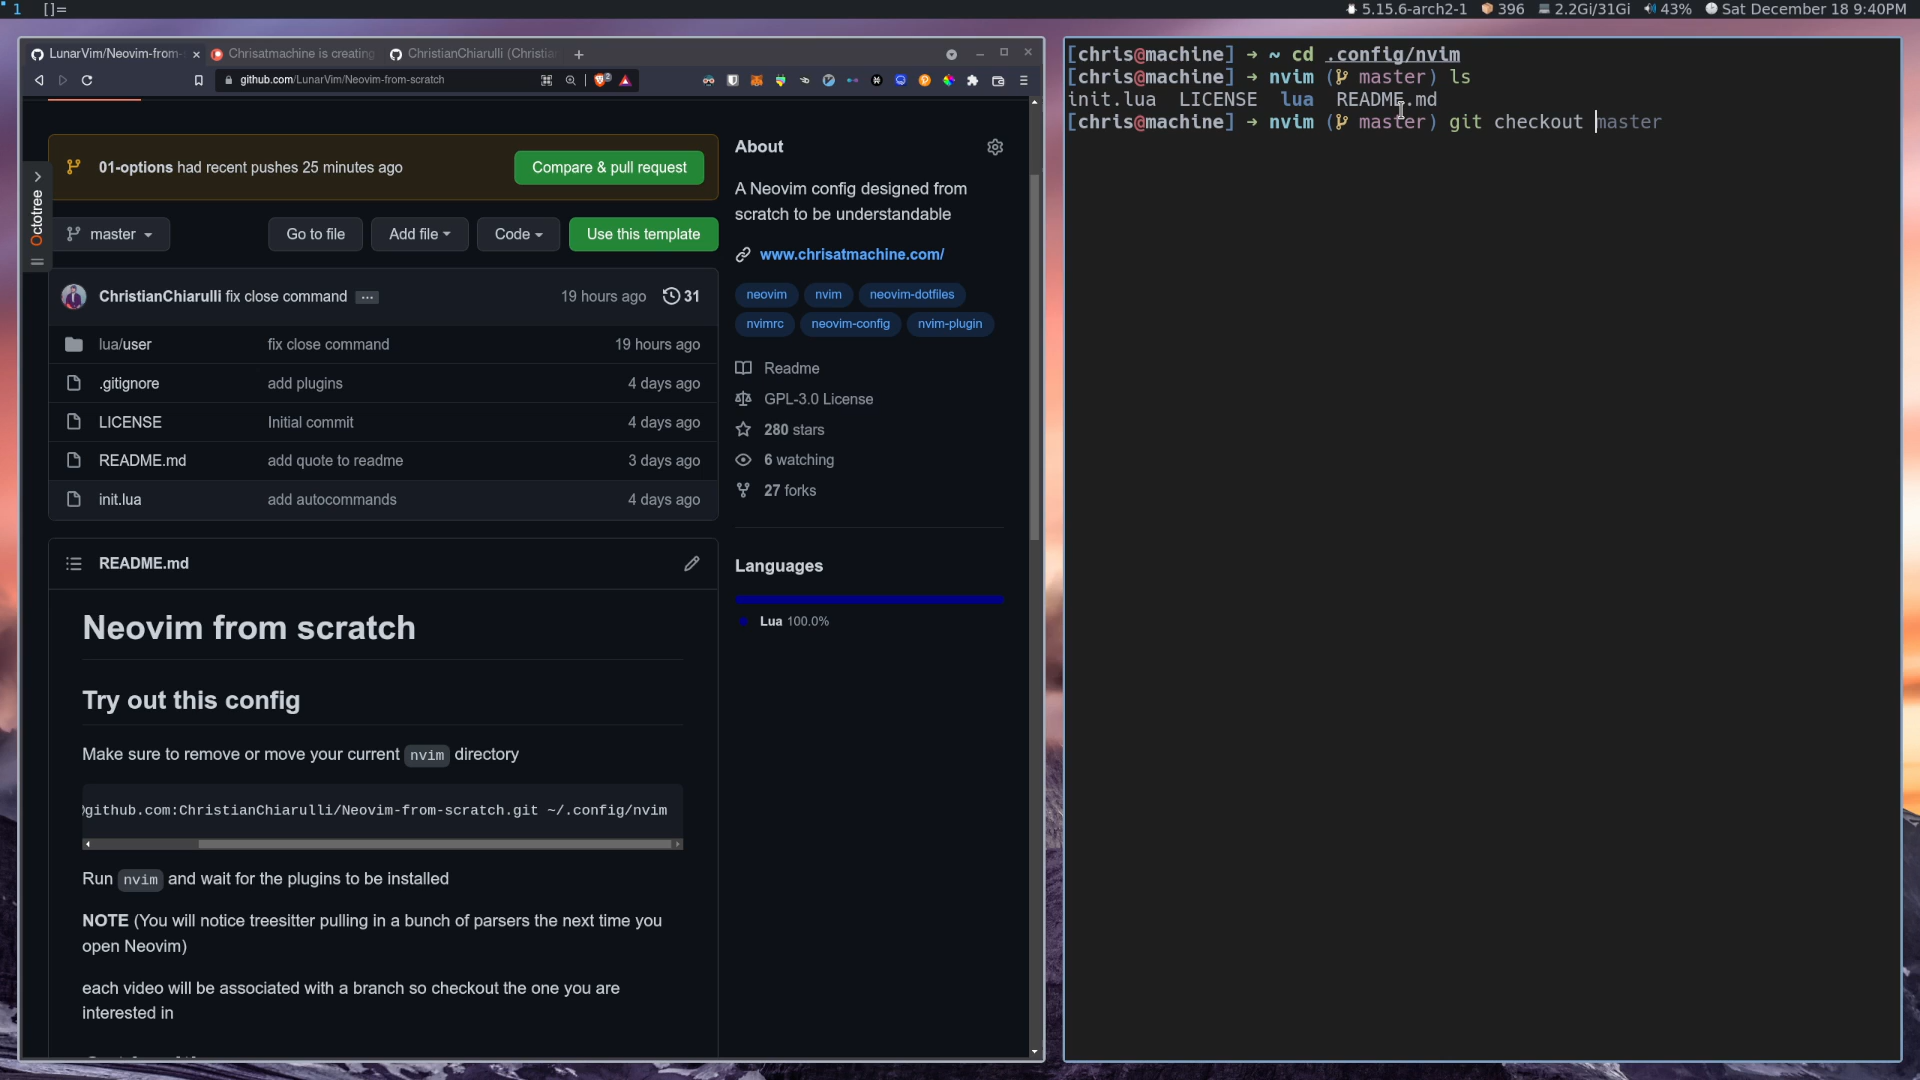 1 []=
5.15.6-arch2-1 396 2.2Gi/31Gi 43% Sat December 18 9:40PM
LunarVim/Neovim-from- × Chrisatmachine is creating ChristianChiarulli (Christia +
github.com/LunarVim/Neovim-from-scratch
01-options had recent pushes 25 minutes ago
Compare & pull request
Octotree
master
Go to file
Add file
Code
Use this template
ChristianChiarulli fix close command ... 19 hours ago 31
lua/user fix close command 19 hours ago
.gitignore add plugins 4 days ago
LICENSE Initial commit 4 days ago
README.md add quote to readme 3 days ago
init.lua add autocommands 4 days ago
README.md
Neovim from scratch
Try out this config
Make sure to remove or move your current nvim directory
github.com:ChristianChiarulli/Neovim-from-scratch.git ~/.config/nvim
Run nvim and wait for the plugins to be installed
NOTE (You will notice treesitter pulling in a bunch of parsers the next time you
open Neovim)
each video will be associated with a branch so checkout the one you are
interested in
About
A Neovim config designed from
scratch to be understandable
www.chrisatmachine.com/
neovim nvim neovim-dotfiles
nvimrc neovim-config nvim-plugin
Readme
GPL-3.0 License
280 stars
6 watching
27 forks
Languages
Lua 100.0%
[chris@machine] → ~ cd .config/nvim
[chris@machine] → nvim ( master) ls
init.lua LICENSE lua README.md
[chris@machine] → nvim ( master) git checkout master